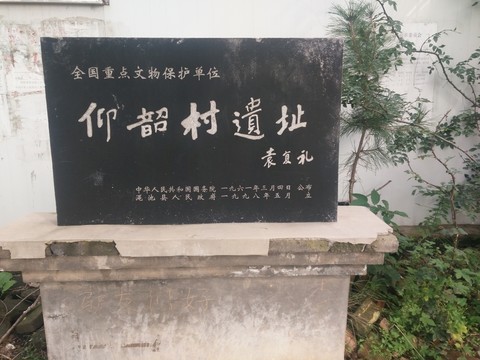 全国重点文物保护单位
仰韶村遺址
袁复礼
中华人民共和国国务院 一九六一年三月四日 公布
渑池县人民政府 一九九八年五月 立